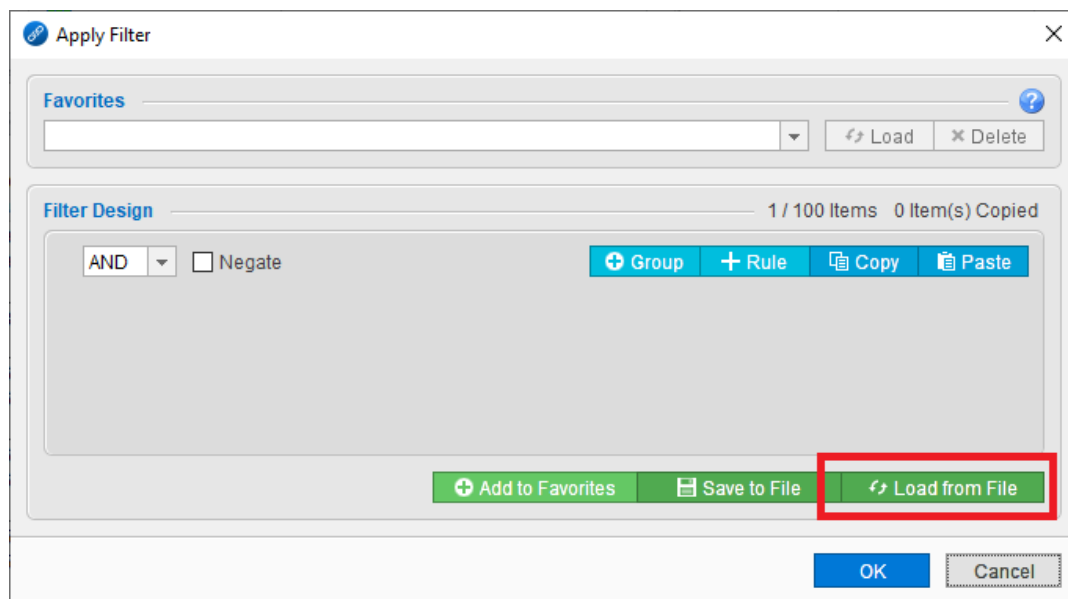 Apply Filter
Favorites
Load
Delete
Filter Design
1 / 100 Items 0 Item(s) Copied
AND
Negate
Group
Rule
Copy
Paste
Add to Favorites
Save to File
Load from File
OK
Cancel